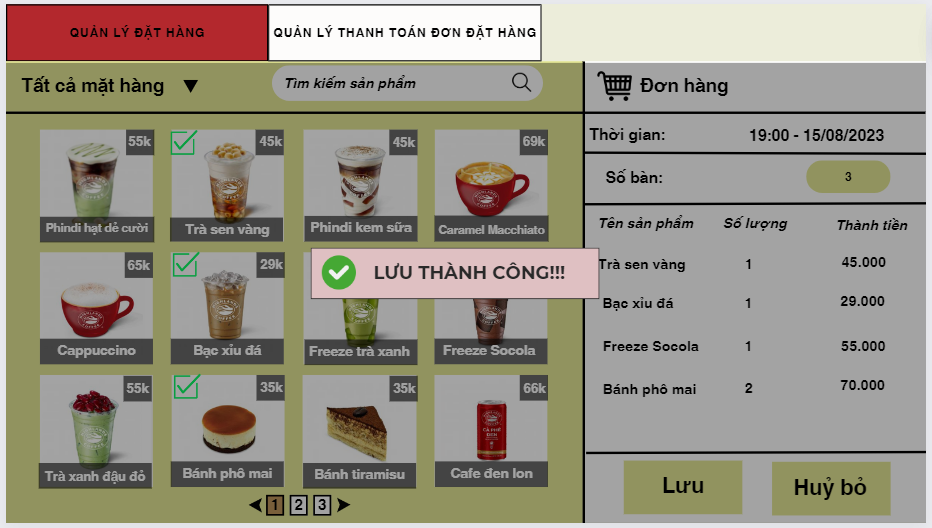 QUẢN LÝ ĐẶT HÀNG
QUẢN LÝ THANH TOÁN ĐƠN ĐẶT HÀNG
Tất cả mặt hàng
Tìm kiếm sản phẩm
Đơn hàng
Thời gian: 19:00 - 15/08/2023
Số bàn: 3
Tên sản phẩm Số lượng Thành tiền
Trà sen vàng 1 45.000
Bạc xỉu đá 1 29.000
Freeze Socola 1 55.000
Bánh phô mai 2 70.000
Lưu
Huỷ bỏ
55k 45k 45k 69k
Phindi hạt dẻ cười Trà sen vàng Phindi kem sữa Caramel Macchiato
LƯU THÀNH CÔNG!!!
65k 29k
Cappuccino Bạc xỉu đá Freeze trà xanh Freeze Socola
55k 35k 35k 66k
CÀ PHÊ
ĐEN
Trà xanh đậu đỏ Bánh phô mai Bánh tiramisu Cafe đen lon
1 2 3